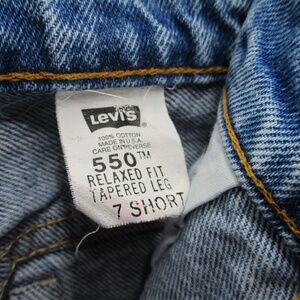 Levi's
100% COTTON
MADE IN U.S.A.
CARE ON REVERSE
550™
RELAXED FIT
TAPERED LEG
7 SHORT